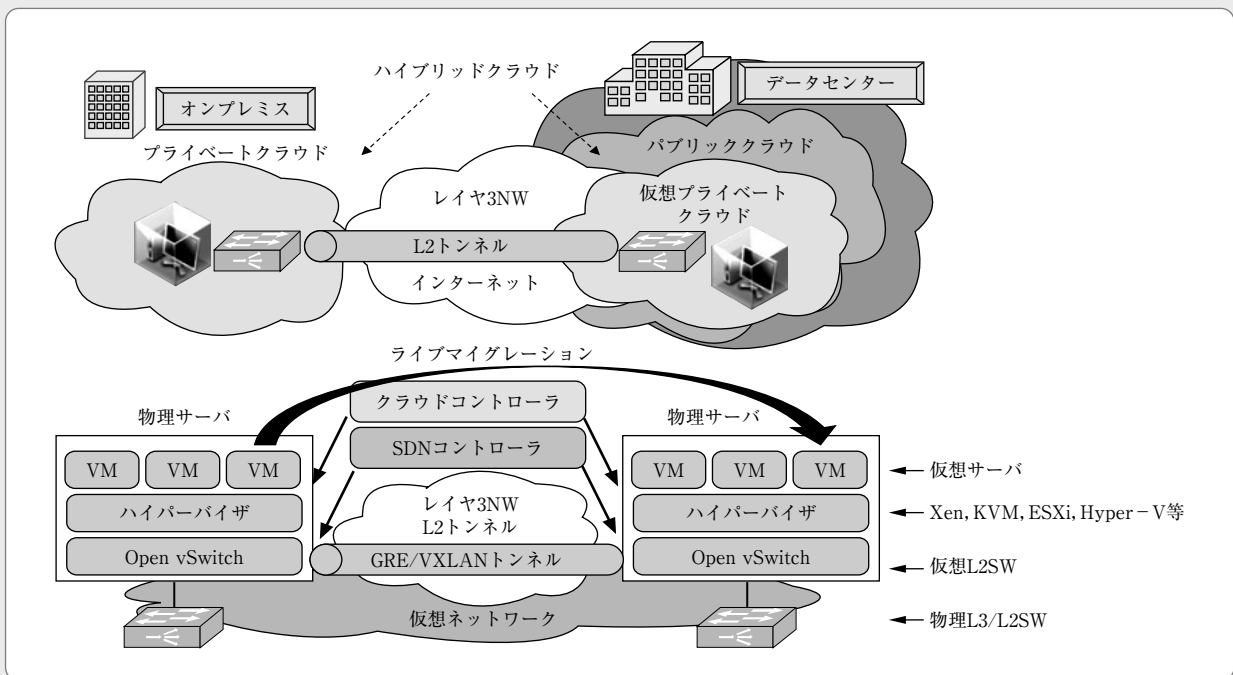 ハイブリッドクラウド
オンプレミス
データセンター
プライベートクラウド
パブリッククラウド
レイヤ3NW
仮想プライベート
クラウド
L2トンネル
インターネット
ライブマイグレーション
物理サーバ
クラウドコントローラ
物理サーバ
SDNコントローラ
VM
VM
VM
VM
VM
VM
仮想サーバ
ハイパーバイザ
レイヤ3NW
L2トンネル
ハイパーバイザ
Xen, KVM, ESXi, Hyper－V等
Open vSwitch
GRE/VXLANトンネル
Open vSwitch
仮想L2SW
仮想ネットワーク
物理L3/L2SW